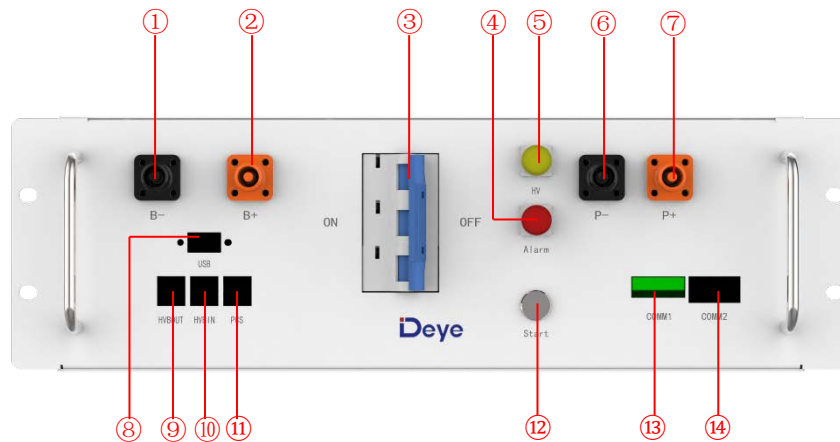 ① ② ③ ④ ⑤ ⑥ ⑦
B- B+ ON OFF HV P- P+
Alarm
USB
HVBOUT HVBIN PCS Deye Start COMM1 COMM2
⑧ ⑨ ⑩ ⑪ ⑫ ⑬ ⑭